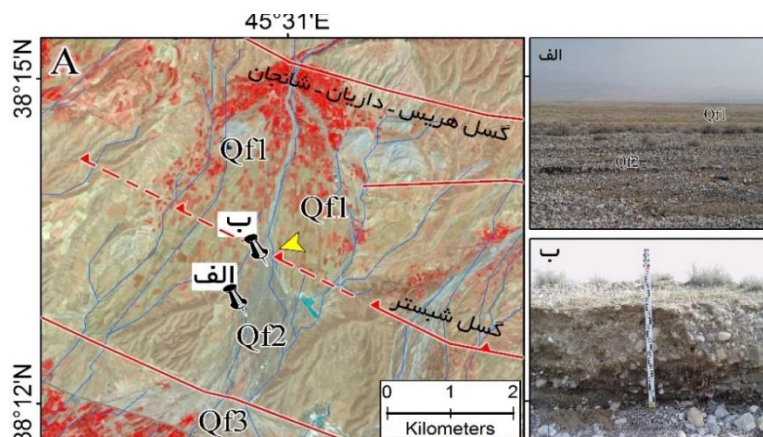 45°31'E
38°15'N
38°12'N
A
گسل هریس - داریان - شانجان
Qf1
Qf1
ب
الف
Qf2
گسل شبستر
Qf3
0 1 2
Kilometers
الف
Qf1
Qf2
ب